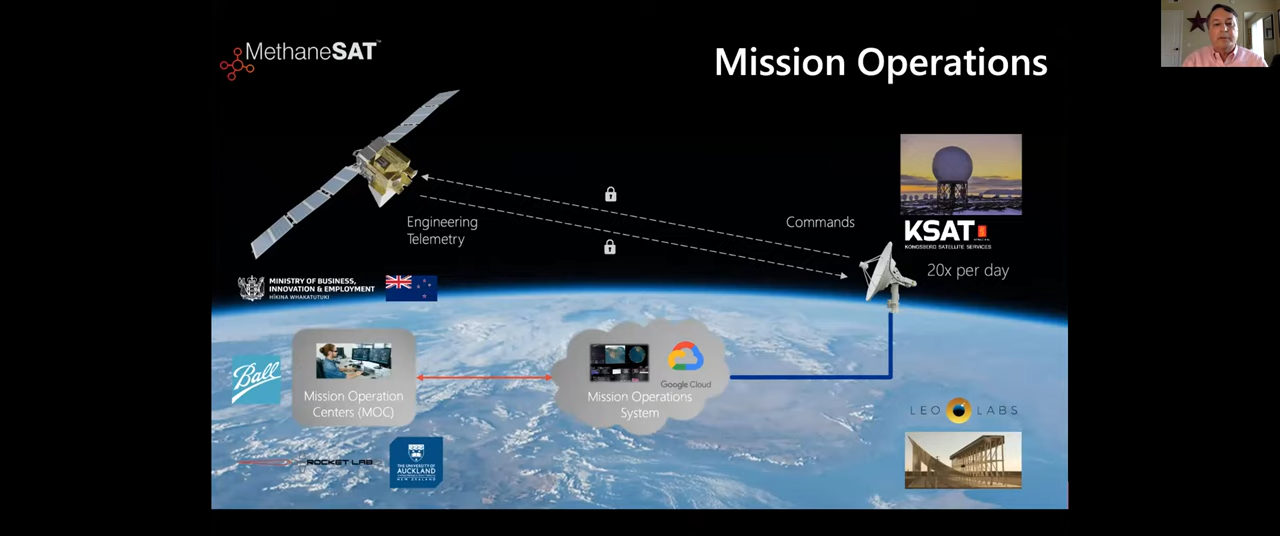 MethaneSAT™
Mission Operations
Engineering
Telemetry
Commands
KSAT
KONGSBERG SATELLITE SERVICES
20x per day
MINISTRY OF BUSINESS,
INNOVATION & EMPLOYMENT
HĪKINA WHAKATUTUKI
Ball
Mission Operation
Centers (MOC)
Google Cloud
Mission Operations
System
LEO LABS
ROCKET LAB
THE UNIVERSITY OF
AUCKLAND
NEW ZEALAND